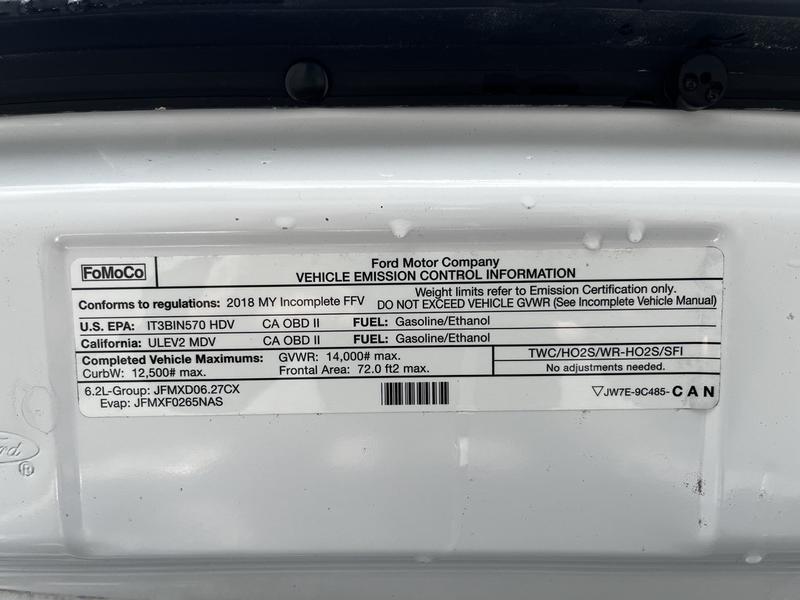 FoMoCo
Ford Motor Company
VEHICLE EMISSION CONTROL INFORMATION
Conforms to regulations: 2018 MY Incomplete FFV
Weight limits refer to Emission Certification only.
DO NOT EXCEED VEHICLE GVWR (See Incomplete Vehicle Manual)
U.S. EPA: IT3BIN570 HDV CA OBD II FUEL: Gasoline/Ethanol
California: ULEV2 MDV CA OBD II FUEL: Gasoline/Ethanol
Completed Vehicle Maximums: GVWR: 14,000# max.
CurbW: 12,500# max. Frontal Area: 72.0 ft2 max.
TWC/HO2S/WR-HO2S/SFI
No adjustments needed.
6.2L-Group: JFMXD06.27CX
Evap: JFMXF0265NAS
JW7E-9C485- CAN
Ford ®